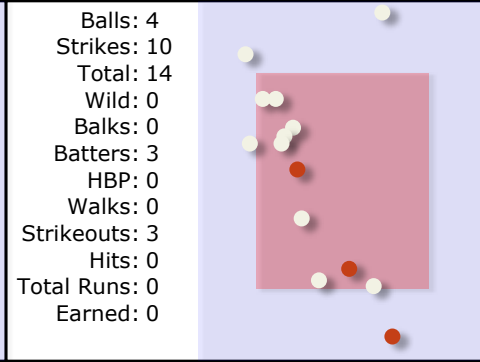 Balls: 4
Strikes: 10
Total: 14
Wild: 0
Balks: 0
Batters: 3
HBP: 0
Walks: 0
Strikeouts: 3
Hits: 0
Total Runs: 0
Earned: 0